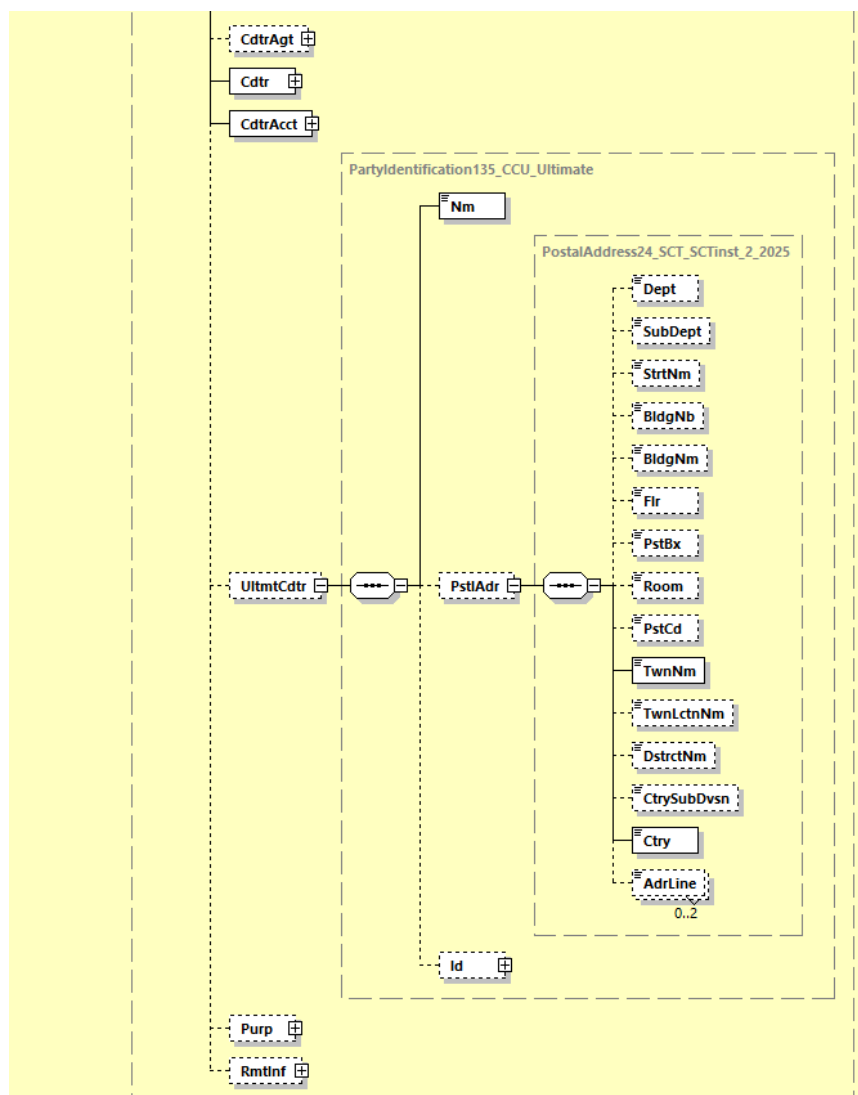 CdtrAgt
Cdtr
CdtrAcct
PartyIdentification135_CCU_Ultimate
Nm
PostalAddress24_SCT_SCTinst_2_2025
Dept
SubDept
StrtNm
BldgNb
BldgNm
Flr
PstBx
UltmtCdtr PstlAdr Room
PstCd
TwnNm
TwnLctnNm
DstrctNm
CtrySubDvsn
Ctry
AdrLine
0..2
Id
Purp
RmtInf